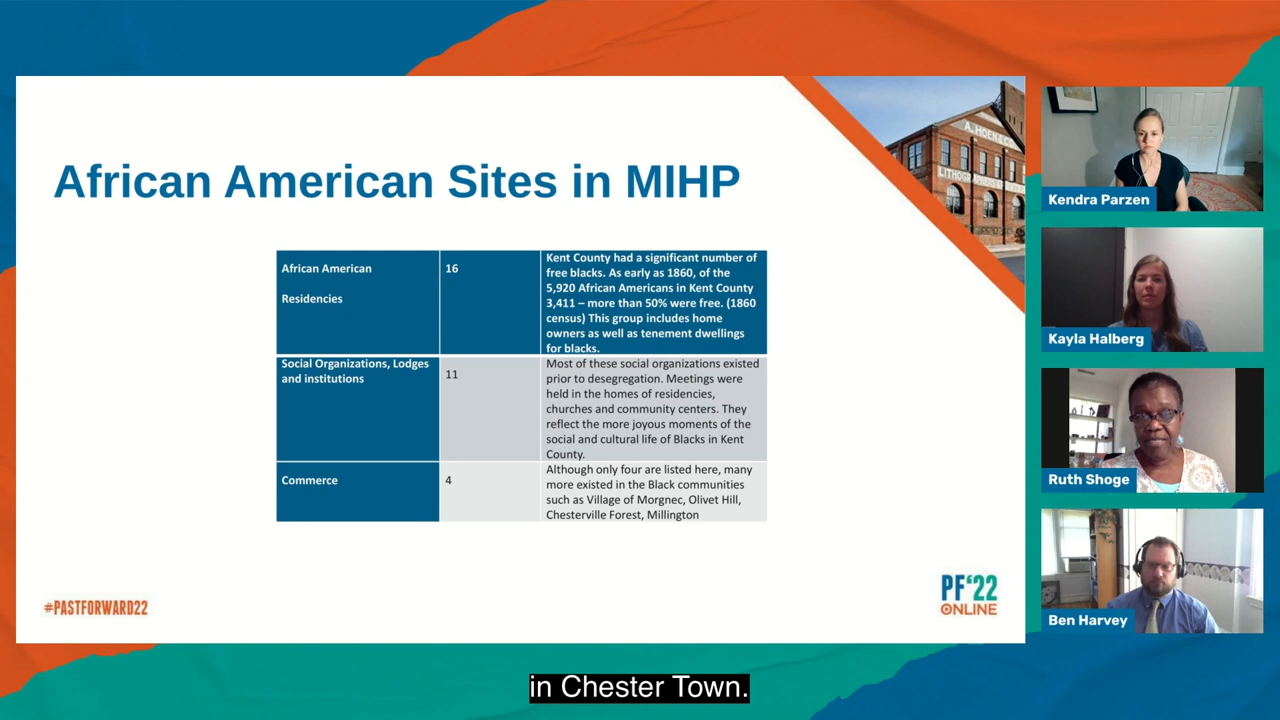 African American Sites in MIHP
A. HOEN & CO
LITHOGRAPHERS
African American
Residencies
16
Kent County had a significant number of
free blacks. As early as 1860, of the
5,920 African Americans in Kent County
3,411 – more than 50% were free. (1860
census) This group includes home
owners as well as tenement dwellings
for blacks.
Social Organizations, Lodges
and institutions
11
Most of these social organizations existed
prior to desegregation. Meetings were
held in the homes of residencies,
churches and community centers. They
reflect the more joyous moments of the
social and cultural life of Blacks in Kent
County.
Commerce
4
Although only four are listed here, many
more existed in the Black communities
such as Village of Morgnec, Olivet Hill,
Chesterville Forest, Millington
#PASTFORWARD22
PF'22
ONLINE
Kendra Parzen
Kayla Halberg
Ruth Shoge
Ben Harvey
in Chester Town.